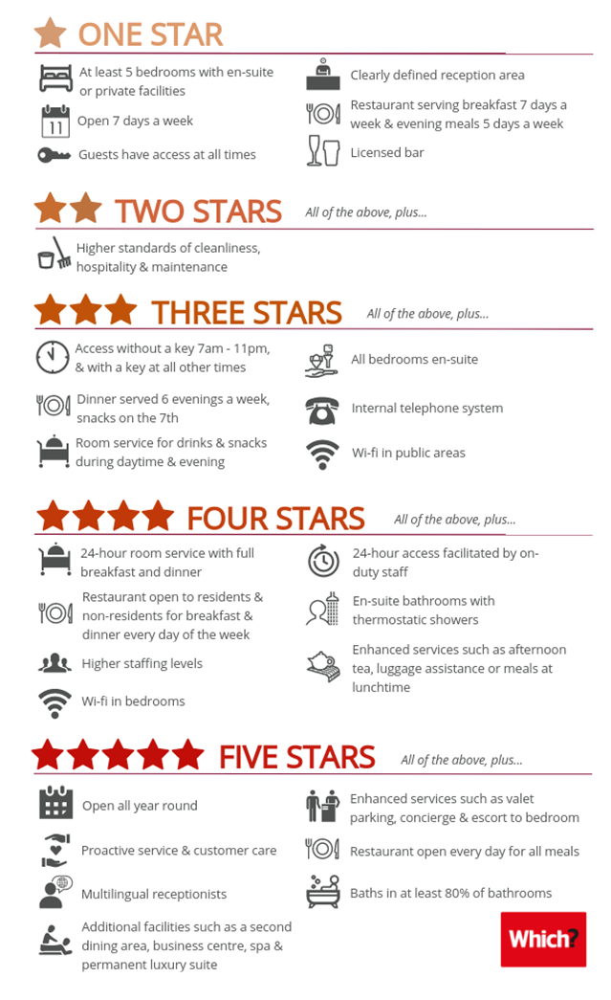 ONE STAR
At least 5 bedrooms with en-suite
or private facilities
11
Open 7 days a week
Guests have access at all times
Clearly defined reception area
Restaurant serving breakfast 7 days a
week & evening meals 5 days a week
Licensed bar
TWO STARS
All of the above, plus...
Higher standards of cleanliness,
hospitality & maintenance
THREE STARS
All of the above, plus...
Access without a key 7am - 11pm,
& with a key at all other times
Dinner served 6 evenings a week,
snacks on the 7th
Room service for drinks & snacks
during daytime & evening
All bedrooms en-suite
Internal telephone system
Wi-fi in public areas
FOUR STARS
All of the above, plus...
24-hour room service with full
breakfast and dinner
Restaurant open to residents &
non-residents for breakfast &
dinner every day of the week
Higher staffing levels
Wi-fi in bedrooms
24-hour access facilitated by on-
duty staff
En-suite bathrooms with
thermostatic showers
Enhanced services such as afternoon
tea, luggage assistance or meals at
lunchtime
FIVE STARS
All of the above, plus...
Open all year round
Proactive service & customer care
Multilingual receptionists
Additional facilities such as a second
dining area, business centre, spa &
permanent luxury suite
Enhanced services such as valet
parking, concierge & escort to bedroom
Restaurant open every day for all meals
Baths in at least 80% of bathrooms
Which?